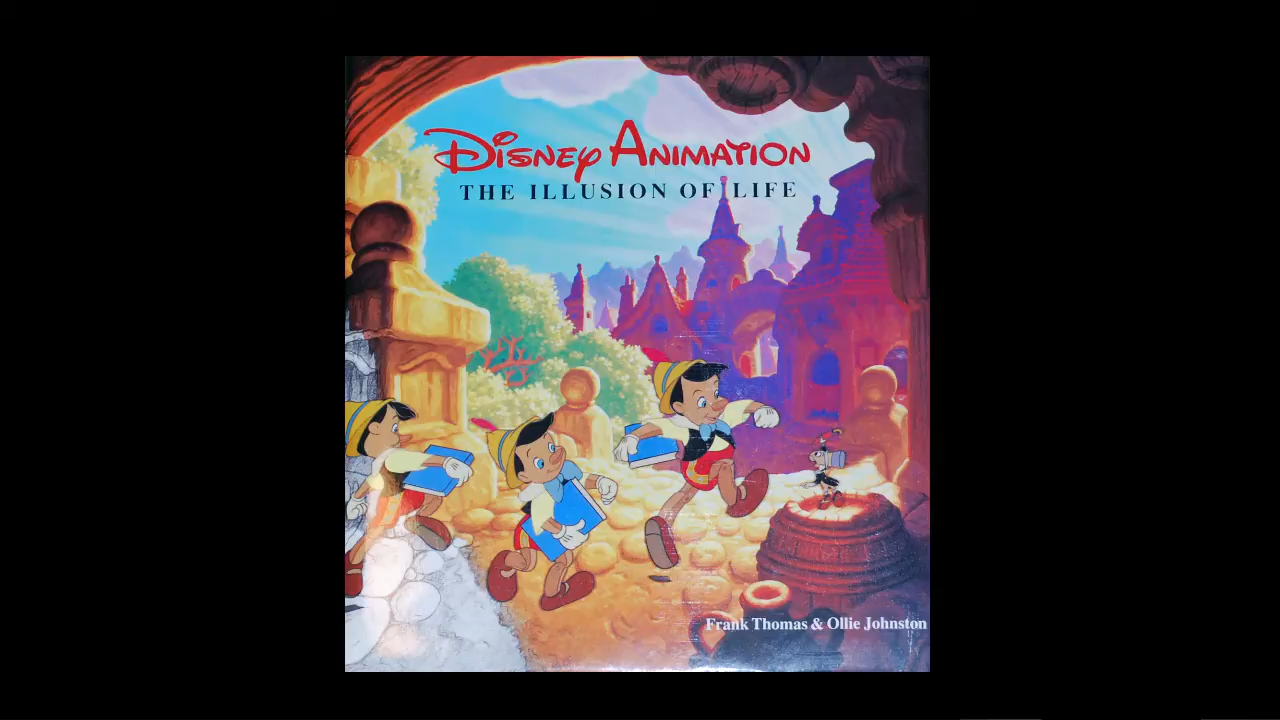 DISNEY ANIMATION
THE ILLUSION OF LIFE
Frank Thomas & Ollie Johnston